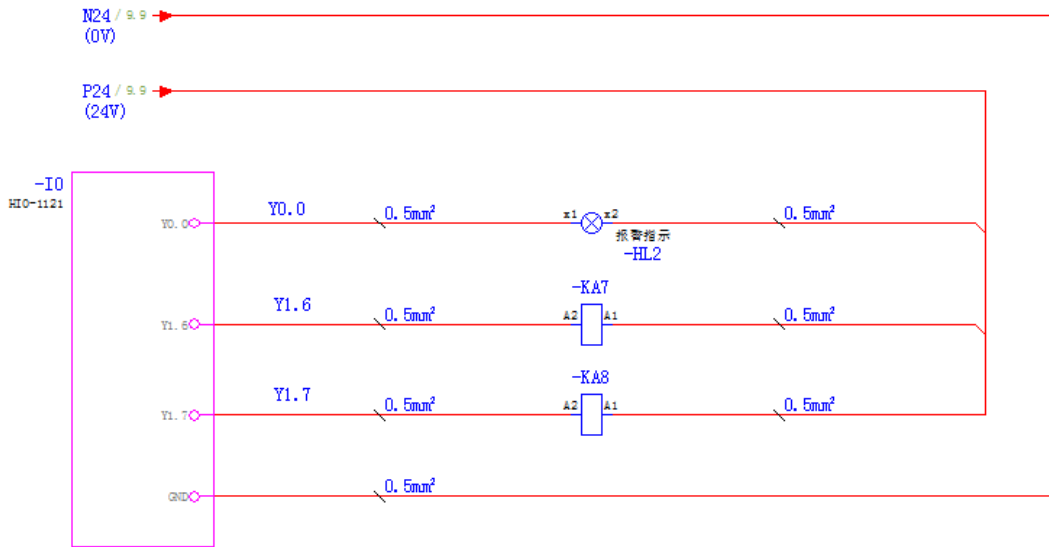 N24 / 9.9
(0V)
P24 / 9.9
(24V)
-IO
HIO-1121
Y0.0 Y0.0 0.5mm² x1 x2 0.5mm²
报警指示
-HL2
-KA7
Y1.6 Y1.6 0.5mm² A2 A1 0.5mm²
-KA8
Y1.7 Y1.7 0.5mm² A2 A1 0.5mm²
GND 0.5mm²